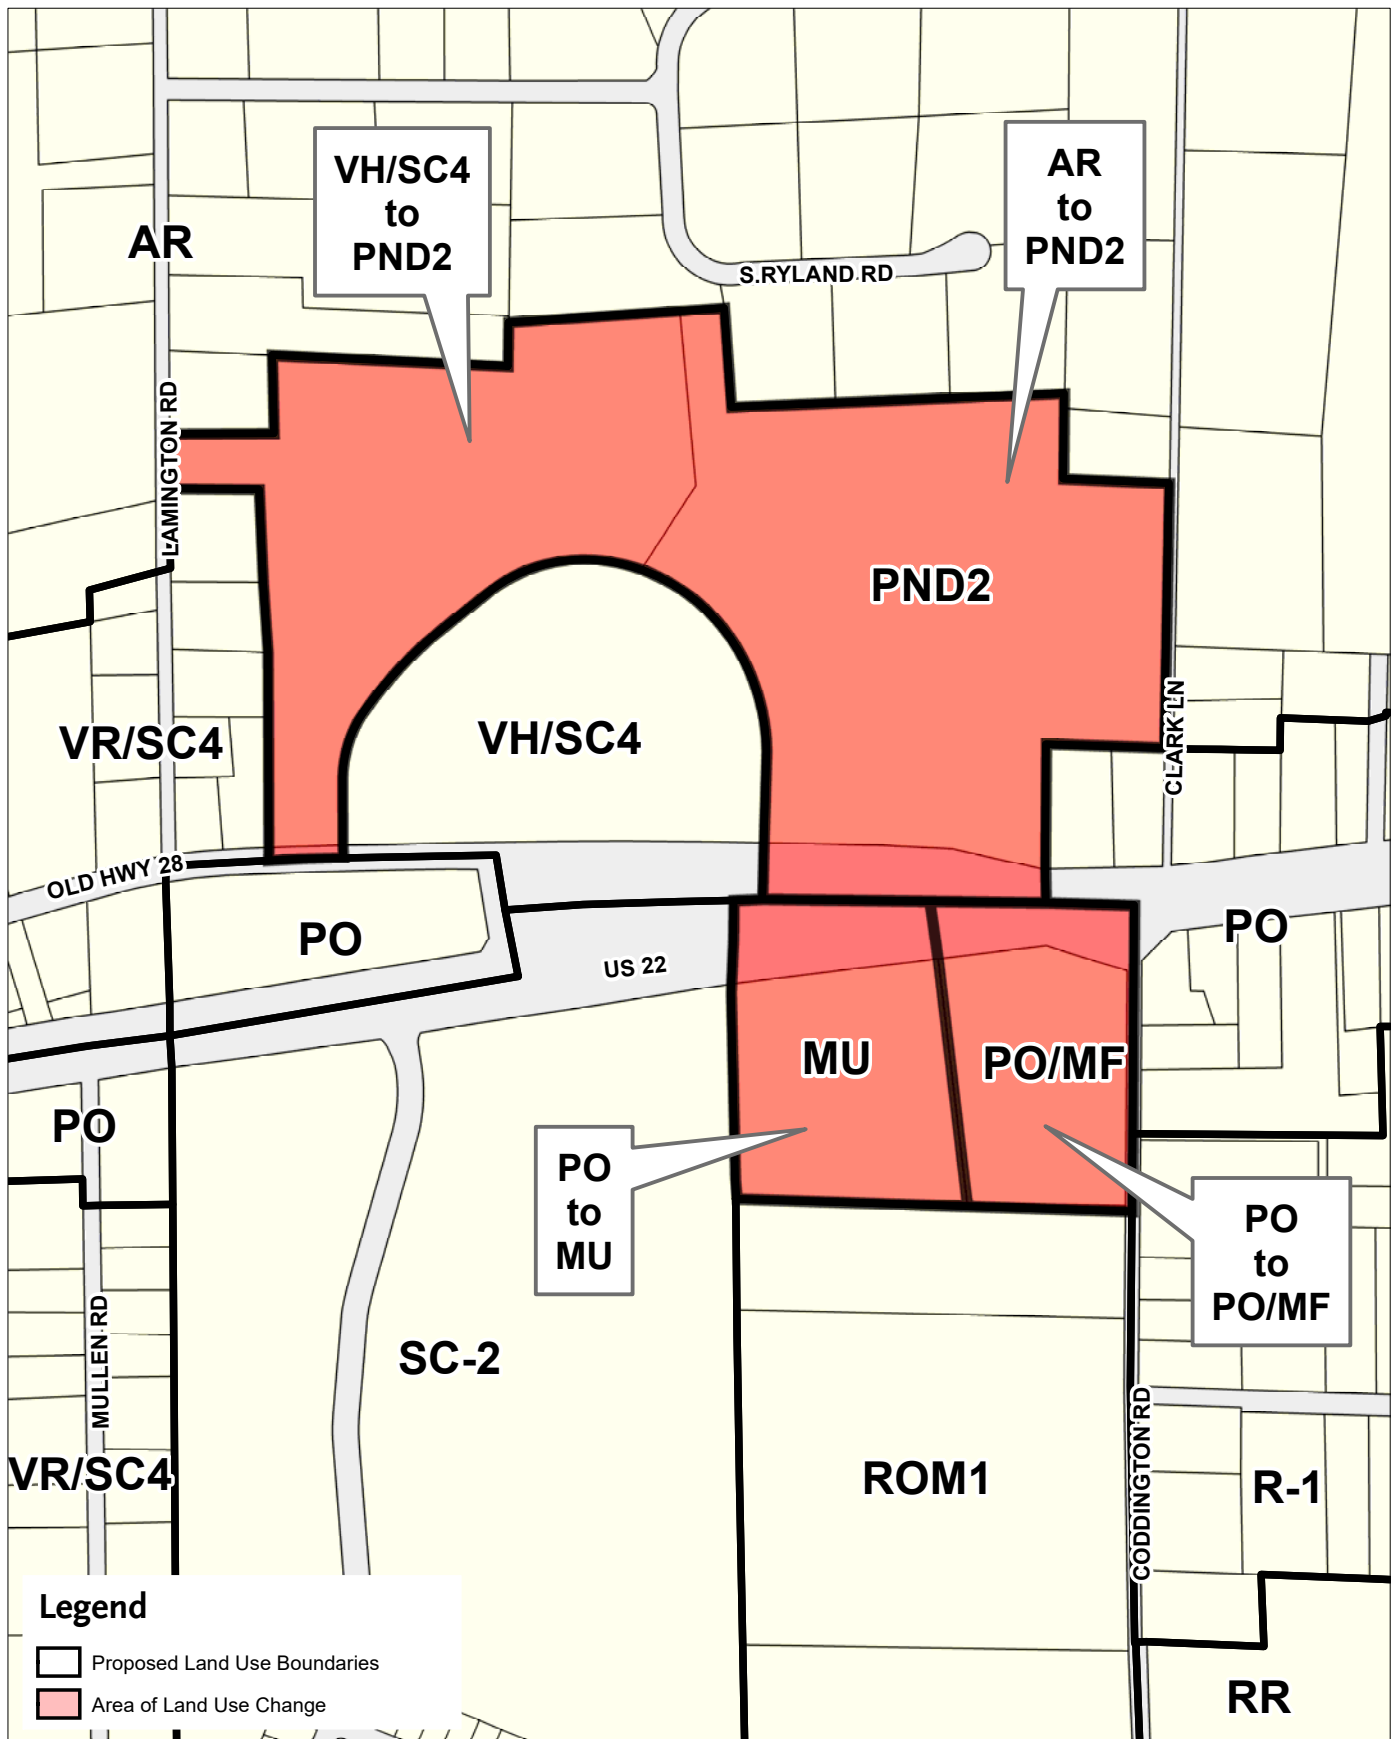 VH/SC4
to
PND2
AR
to
PND2
AR
S.RYLAND RD
LAMINGTON RD
PND2
VR/SC4
VH/SC4
CLARK LN
OLD HWY 28
PO
PO
US 22
MU
PO/MF
PO
PO
to
MU
PO
to
PO/MF
MULLEN RD
SC-2
CODDINGTON RD
VR/SC4
ROM1
R-1
Legend
Proposed Land Use Boundaries
Area of Land Use Change
RR